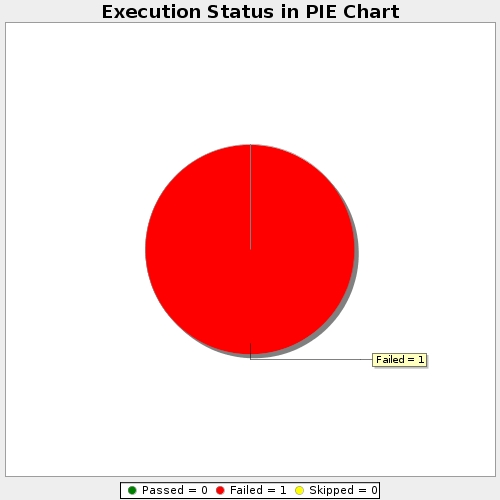 Execution Status in PIE Chart
Failed = 1
Passed = 0 Failed = 1 Skipped = 0